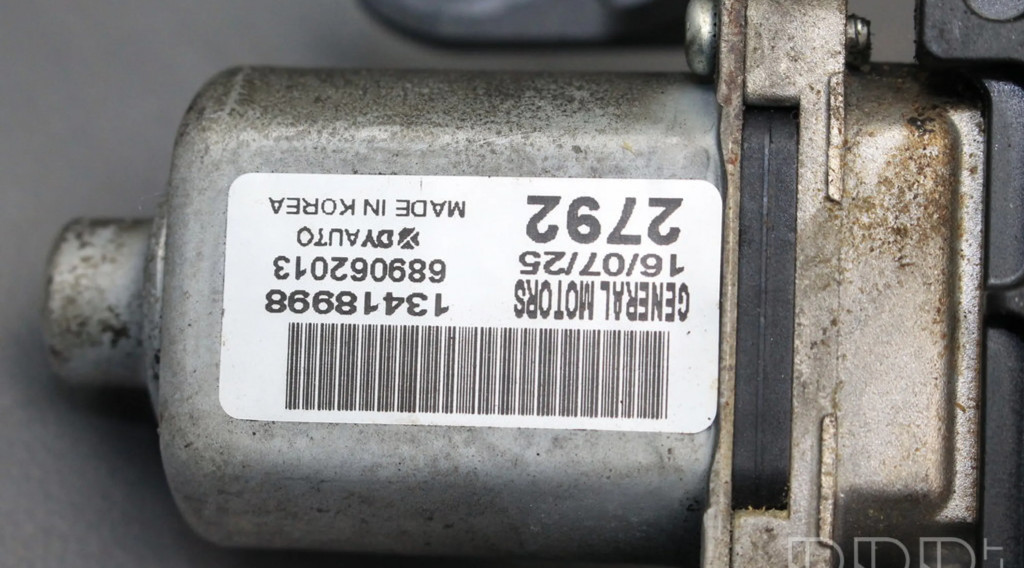 GENERAL MOTORS 13418998
16/07/25 689062013
2792 DYAUTO
MADE IN KOREA